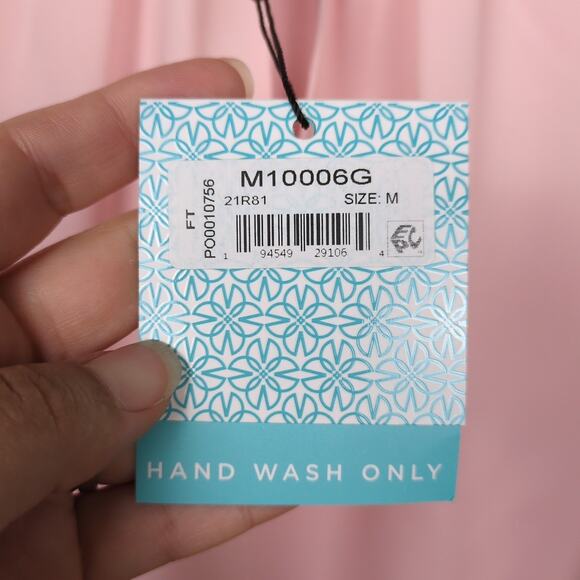 M10006G
21R81 SIZE: M
FT
PO0010756
1 94549 29106 4
HAND WASH ONLY